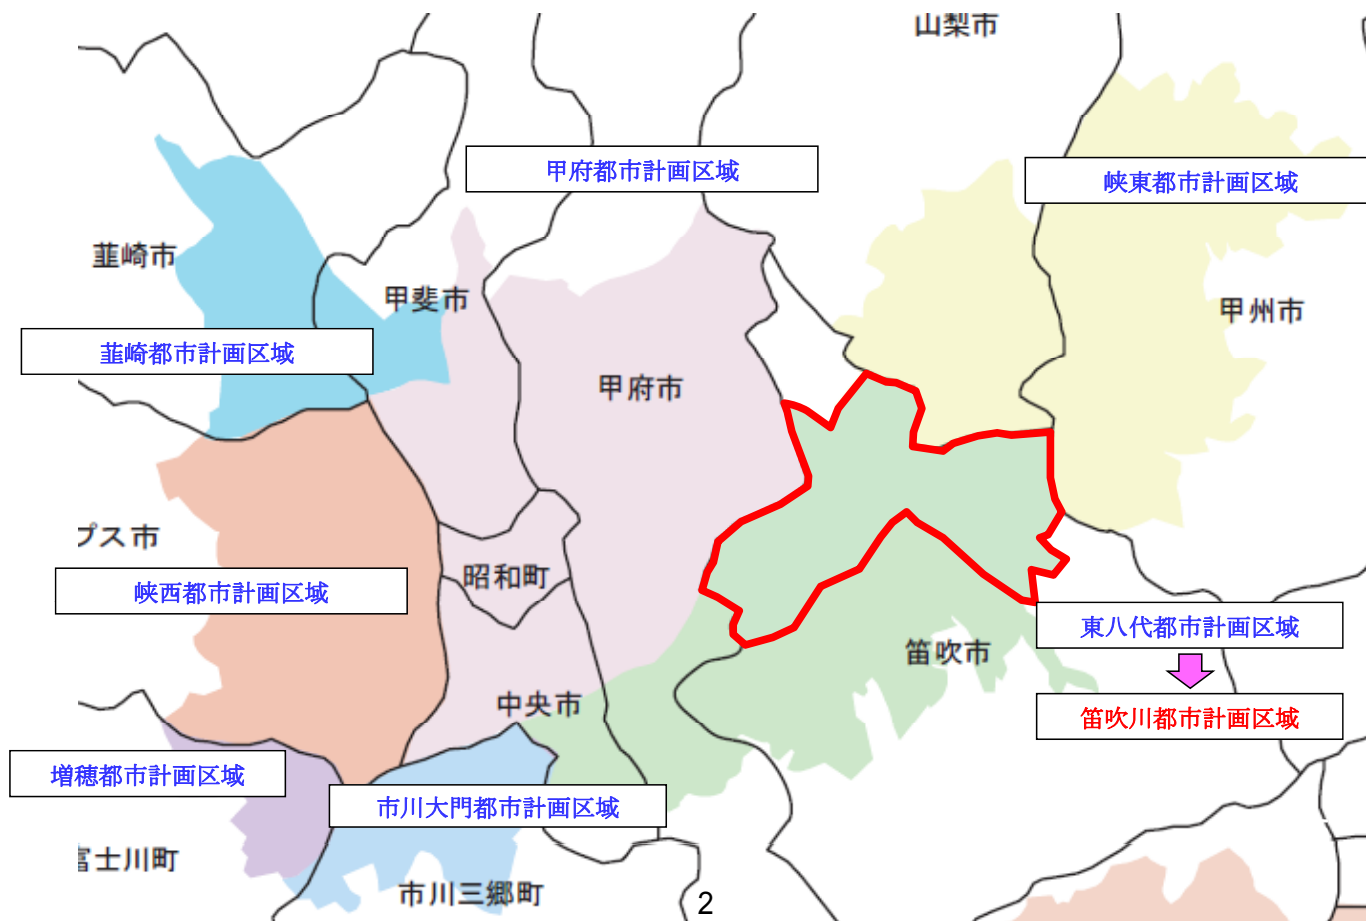 山梨市
甲府都市計画区域
峡東都市計画区域
韮崎市
甲斐市
甲州市
韮崎都市計画区域
甲府市
プス市
昭和町
峡西都市計画区域
東八代都市計画区域
笛吹市
中央市
笛吹川都市計画区域
増穂都市計画区域
市川大門都市計画区域
富士川町
市川三郷町
2